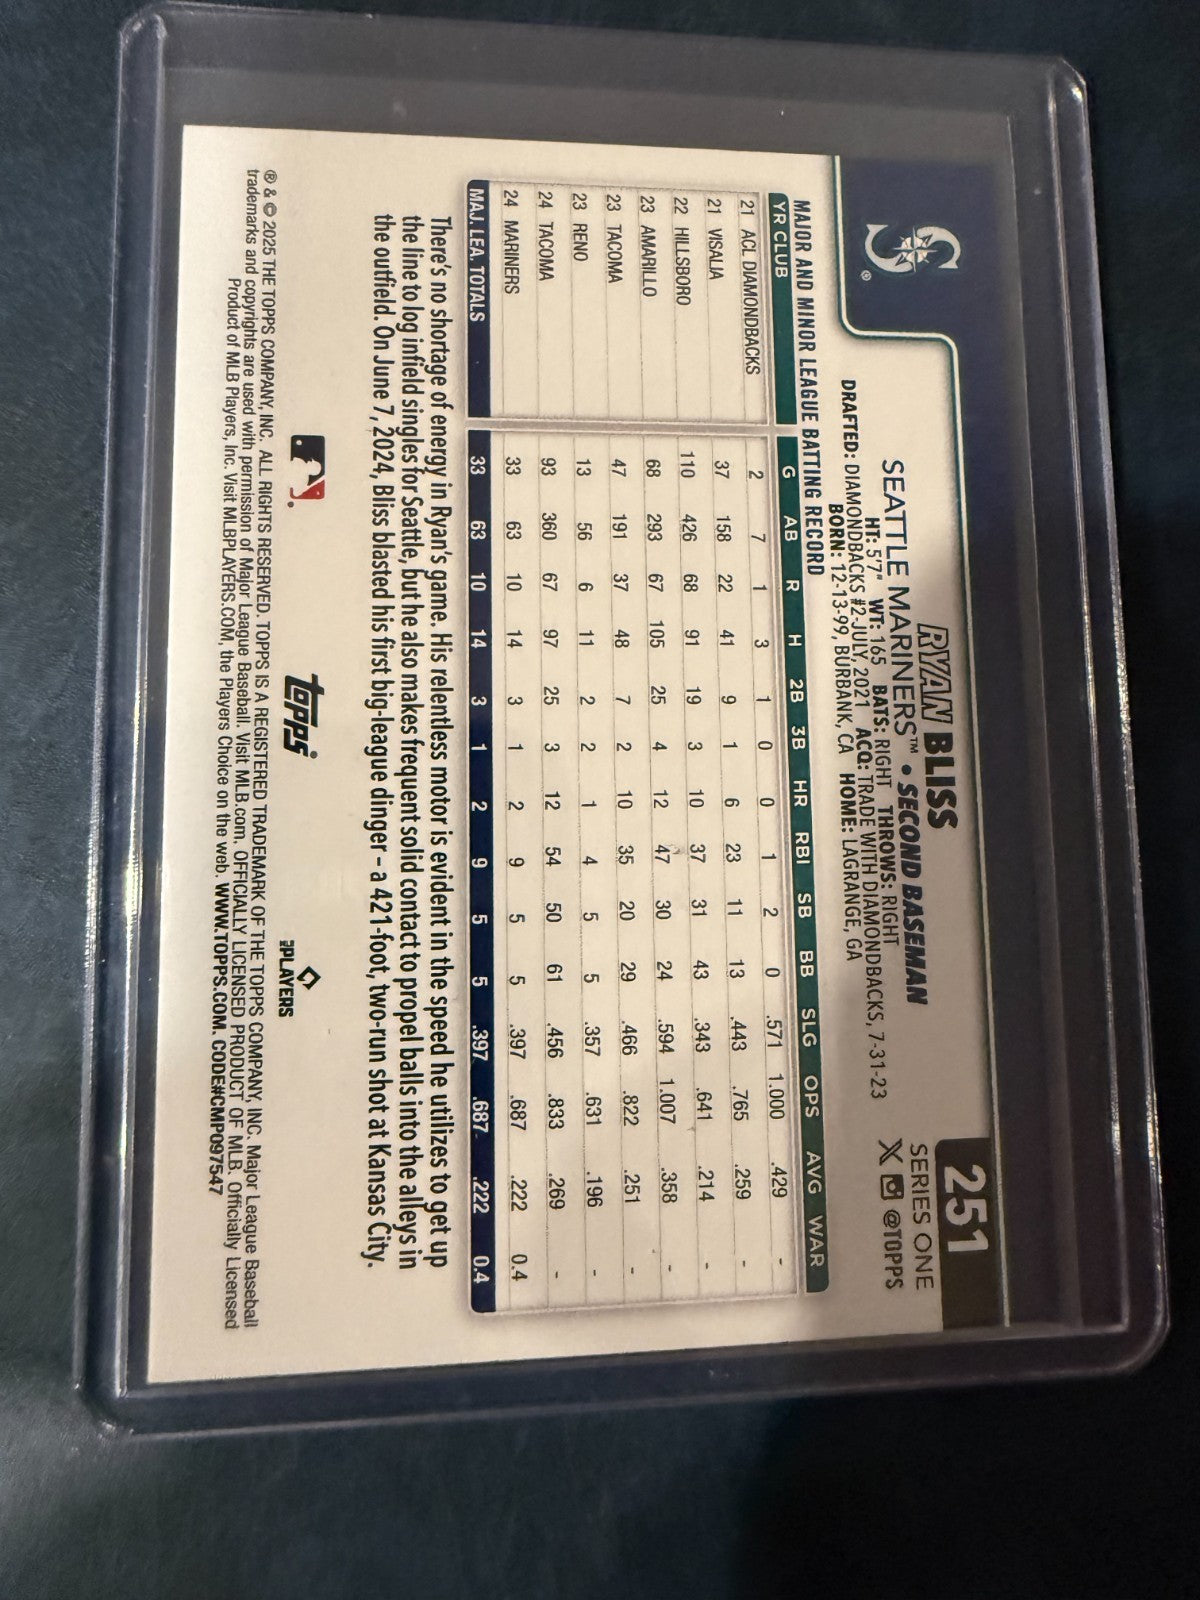 251
SERIES ONE
@TOPPS
RYAN BLISS
SEATTLE MARINERS™ • SECOND BASEMAN
HT: 5'7" WT: 165 BATS: RIGHT THROWS: RIGHT
DRAFTED: DIAMONDBACKS #2-JULY, 2021 ACQ: TRADE WITH DIAMONDBACKS, 7-31-23
BORN: 12-13-99, BURBANK, CA HOME: LAGRANGE, GA
S ®
MAJOR AND MINOR LEAGUE BATTING RECORD
YR CLUB G AB R H 2B 3B HR RBI SB BB SLG OPS AVG WAR
21 ACL DIAMONDBACKS 2 7 1 3 1 0 0 1 2 0 .571 1.000 .429 -
21 VISALIA 37 158 22 41 9 1 6 23 11 13 .443 .765 .259 -
22 HILLSBORO 110 426 68 91 19 3 10 37 31 43 .343 .641 .214 -
23 AMARILLO 68 293 67 105 25 4 12 47 30 24 .594 1.007 .358 -
23 TACOMA 47 191 37 48 7 2 10 35 20 29 .466 .822 .251 -
23 RENO 13 56 6 11 2 2 1 4 5 5 .357 .631 .196 -
24 TACOMA 93 360 67 97 25 3 12 54 50 61 .456 .833 .269 -
24 MARINERS 33 63 10 14 3 1 2 9 5 5 .397 .687 .222 0.4
MAJ. LEA. TOTALS 33 63 10 14 3 1 2 9 5 5 .397 .687 .222 0.4
There's no shortage of energy in Ryan's game. His relentless motor is evident in the speed he utilizes to get up
the line to log infield singles for Seattle, but he also makes frequent solid contact to propel balls into the alleys in
the outfield. On June 7, 2024, Bliss blasted his first big-league dinger – a 421-foot, two-run shot at Kansas City.
topps
PLAYERS
® & © 2025 THE TOPPS COMPANY, INC. ALL RIGHTS RESERVED. TOPPS IS A REGISTERED TRADEMARK OF THE TOPPS COMPANY, INC. Major League Baseball
trademarks and copyrights are used with permission of Major League Baseball. Visit MLB.com. OFFICIALLY LICENSED PRODUCT OF MLB. Officially Licensed
Product of MLB Players, Inc. Visit MLBPLAYERS.COM, the Players Choice on the web. WWW.TOPPS.COM. CODE#CMP097547